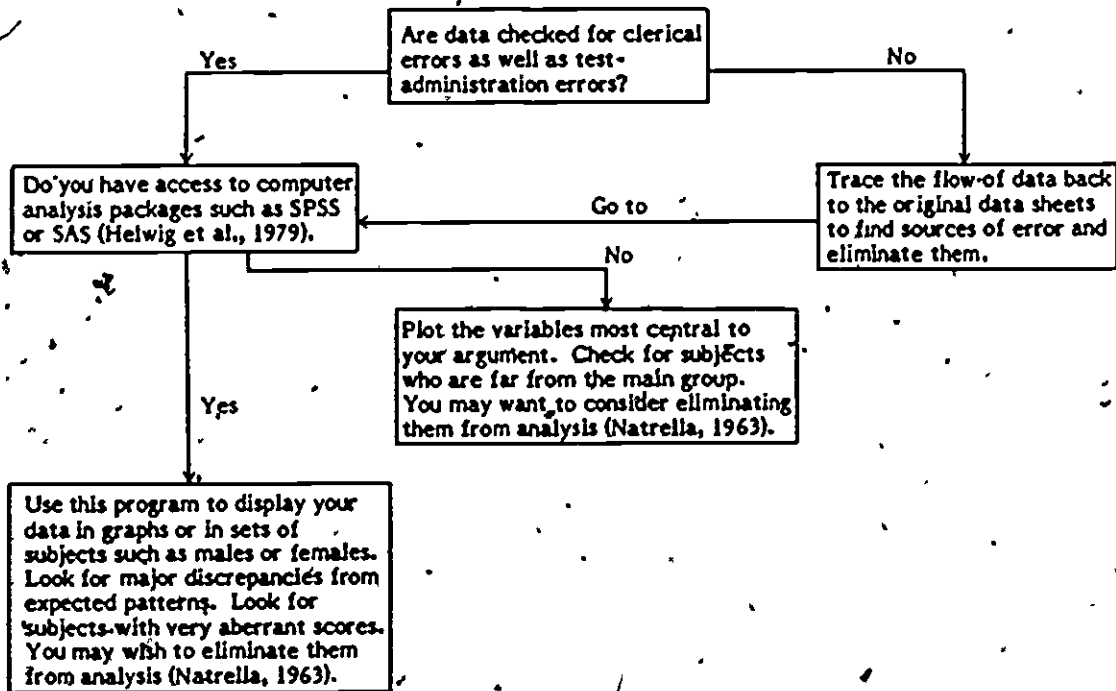 Are data checked for clerical
errors as well as test-
administration errors?
Yes
No
Do you have access to computer
analysis packages such as SPSS
or SAS (Helwig et al., 1979).
Go to
Trace the flow of data back
to the original data sheets
to find sources of error and
eliminate them.
No
Plot the variables most central to
your argument. Check for subjects
who are far from the main group.
You may want to consider eliminating
them from analysis (Natrella, 1963).
Yes
Use this program to display your
data in graphs or in sets of
subjects such as males or females.
Look for major discrepancies from
expected patterns. Look for
subjects with very aberrant scores.
You may wish to eliminate them
from analysis (Natrella, 1963).